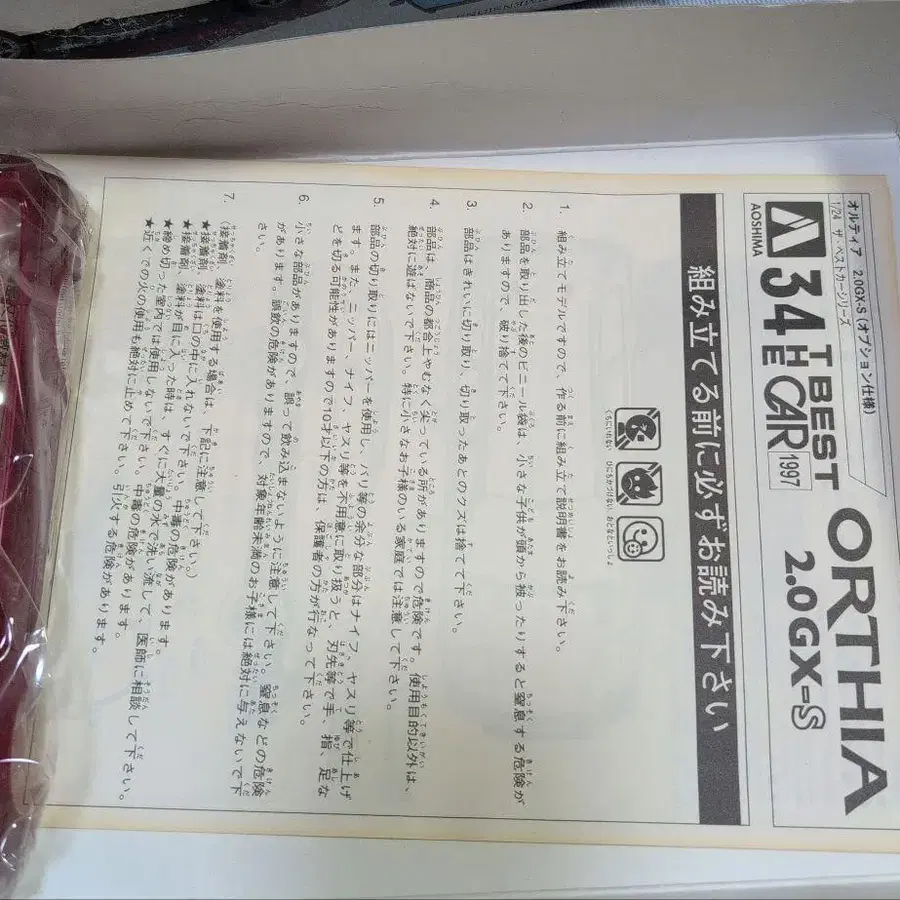 オルティア 2.0GX-S(オプション仕様)
1/24 ザ・ベストカーシリーズ
AOSHIMA
34
THE BEST CAR 1997
ORTHIA
2.0GX-S
組み立てる前に必ずお読み下さい
くちにいれない
ひにちかづけない
おとなといっしょ
1. 組み立てモデルですので、作る前に組み立て説明書をお読み下さい。
2. 部品を取り出した後のビニール袋は、小さな子供が頭から被ったりすると窒息する危険が
ありますので、破り捨てて下さい。
3. 部品はきれいに切り取り、切り取ったあとのクズは捨てて下さい。
4. 部品は、商品の都合上やむなく尖っている所がありますので危険です。使用目的以外は、
絶対に遊ばないで下さい。特に小さなお子様のいる家庭では注意して下さい。
5. 部品の切り取りにはニッパーを使用し、バリ等の余分な部分はナイフ、ヤスリ等で仕上げ
ます。また、ニッパー、ナイフ、ヤスリ等を不用意に取り扱うと、刃先等で手、指、足な
どを切る可能性がありますので10才以下の方は、保護者の方が行なって下さい。
6. 小さな部品がありますので、誤って飲み込まないように注意して下さい。窒息などの危険
があります。誤飲の危険がありますので、対象年齢未満のお子様には絶対に与えないで下
さい。
7. (接着剤、塗料を使用する場合は、下記に注意して下さい。)
★接着剤、塗料は口の中に入れないで下さい。中毒の危険があります。
★接着剤、塗料が目に入った時は、すぐに大量の水で洗い流して、医師に相談して下さい。
★締め切った室内では使用しないで下さい。中毒の危険があります。
★近くでの火の使用も絶対に止めて下さい。引火する危険があります。